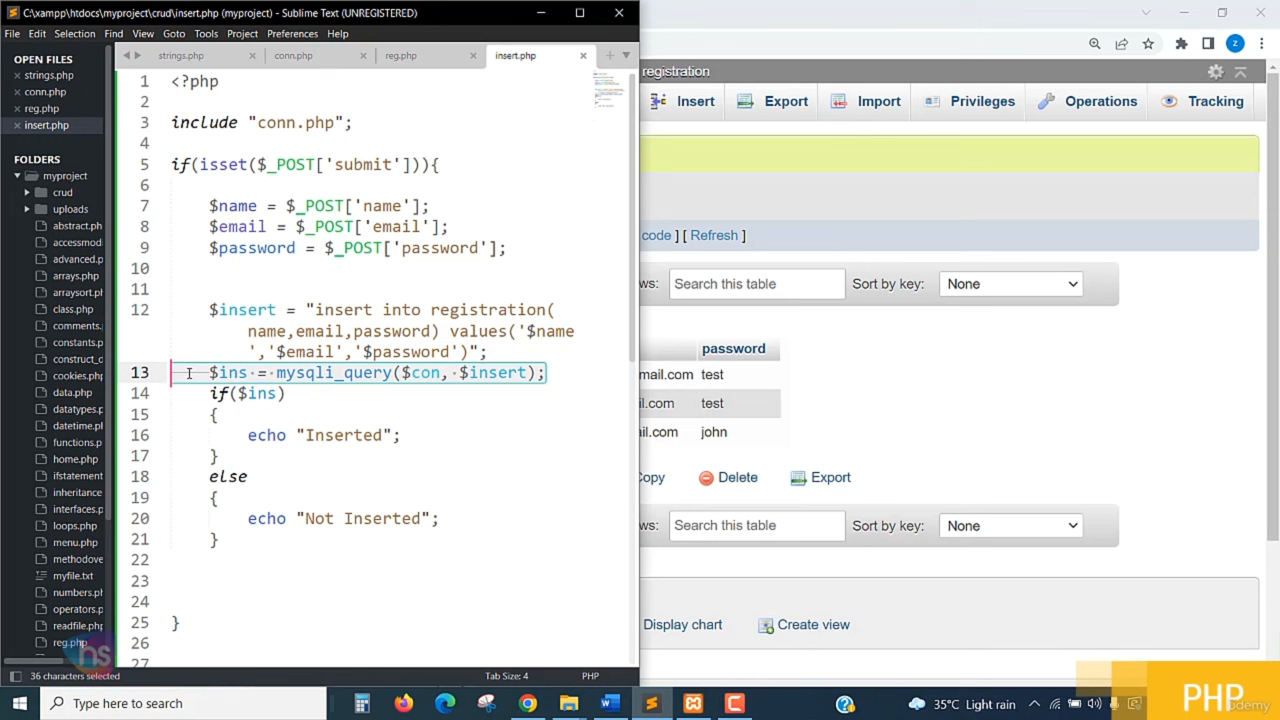 C:\xampp\htdocs\myproject\crud\insert.php (myproject) - Sublime Text (UNREGISTERED)
File Edit Selection Find View Goto Tools Project Preferences Help
OPEN FILES
strings.php
conn.php
reg.php
insert.php
FOLDERS
myproject
crud
uploads
abstract.ph
accessmodi
advanced.p
arrays.php
arraysort.ph
class.php
comments.
constants.p
construct_d
cookies.php
data.php
datatypes.p
datetime.ph
functions.p
home.php
ifstatement
inheritance
interfaces.p
loops.php
menu.php
methodove
myfile.txt
numbers.ph
operators.p
readfile.php
reg.php
strings.php conn.php reg.php insert.php
1 <?php
2
3 include "conn.php";
4
5 if(isset($_POST['submit'])){
6
7 $name = $_POST['name'];
8 $email = $_POST['email'];
9 $password = $_POST['password'];
10
11
12 $insert = "insert into registration(
name,email,password) values('$name
','$email','$password')";
13 $ins = mysqli_query($con, $insert);
14 if($ins)
15 {
16 echo "Inserted";
17 }
18 else
19 {
20 echo "Not Inserted";
21 }
22
23
24
25 }
26
27
36 characters selected Tab Size: 4 PHP
registration
Insert Export Import Privileges Operations Tracking
code ] [ Refresh ]
ws: Search this table Sort by key: None
password
mail.com test
il.com test
ail.com john
Copy Delete Export
ws: Search this table Sort by key: None
Display chart Create view
ns
PHP
Udemy
Type here to search
35°C Light rain